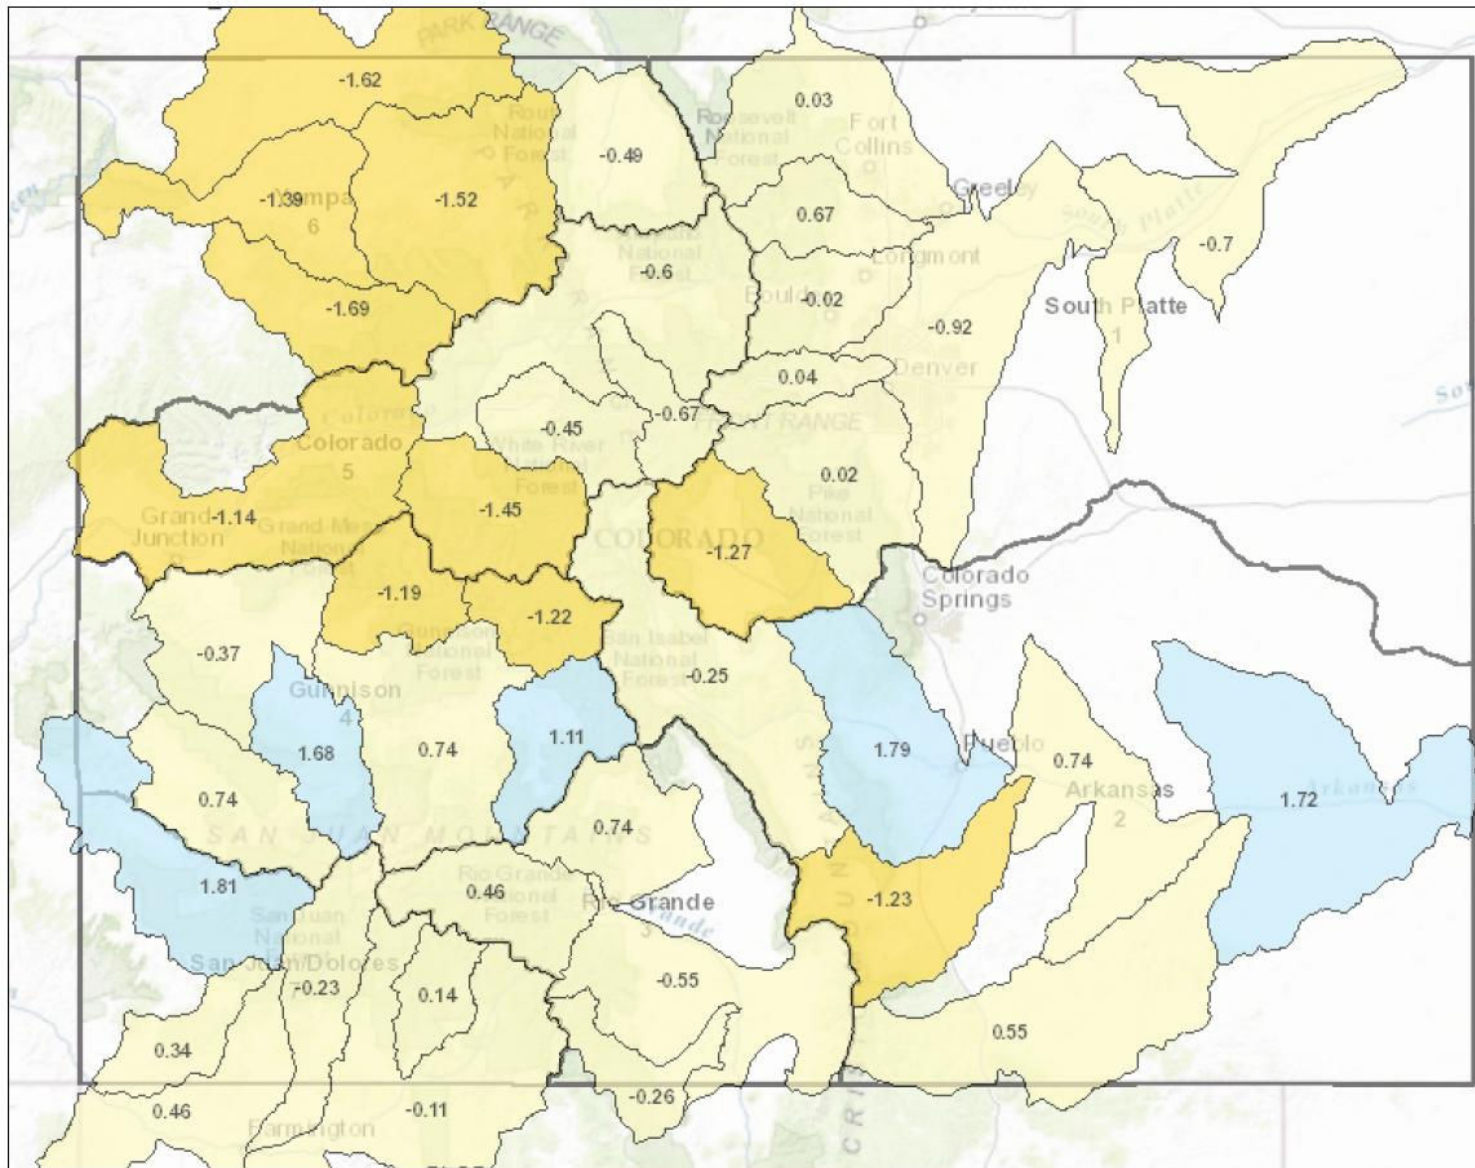 PARK RANGE
-1.62
0.03
Routt
National
Forest
Roosevelt
National
Forest
Fort
Collins
-0.49
-1.39
Yampa
6
-1.52
0.67
Greeley
South Platte
-0.7
National
Forest
-0.6
Longmont
Boulder
-0.02
-1.69
-0.92
South Platte
1
Denver
0.04
Colorado
Colorado
5
-0.45
-0.67
FRONT RANGE
White River
National
Forest
0.02
Pike
National
Forest
-1.45
-1.14
Grand
Junction
Grand Mesa
National
COLORADO
-1.27
Colorado
Springs
-1.19
-1.22
Gunnison
National
Forest
San Isabel
National
Forest
-0.37
-0.25
Gunnison
4
1.68
0.74
1.11
1.79
Pueblo
0.74
Arkansas
2
1.72
Arkansas
0.74
SAN JUAN MOUNTAINS
0.74
1.81
Rio Grande
National
Forest
0.46
Rio Grande
3
Grande
-1.23
San Juan
National
San Juan/Dolores
7
-0.23
0.14
-0.55
0.34
0.55
0.46
-0.11
-0.26
Farmington